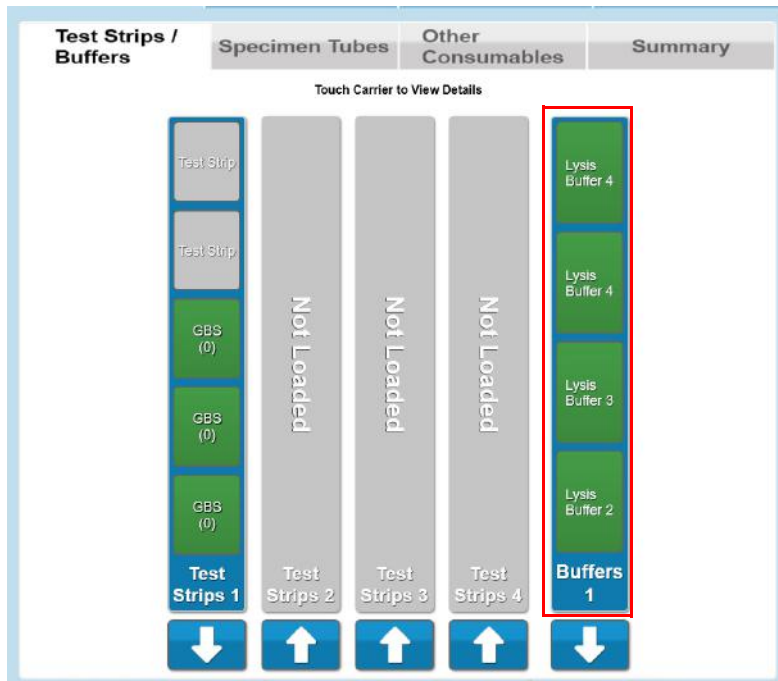 Test Strips /
Buffers
Specimen Tubes
Other
Consumables
Summary
Touch Carrier to View Details
Test Strip
Test Strip
GBS
(0)
GBS
(0)
GBS
(0)
Test
Strips 1
Not Loaded
Test
Strips 2
Not Loaded
Test
Strips 3
Not Loaded
Test
Strips 4
Lysis
Buffer 4
Lysis
Buffer 4
Lysis
Buffer 3
Lysis
Buffer 2
Buffers
1